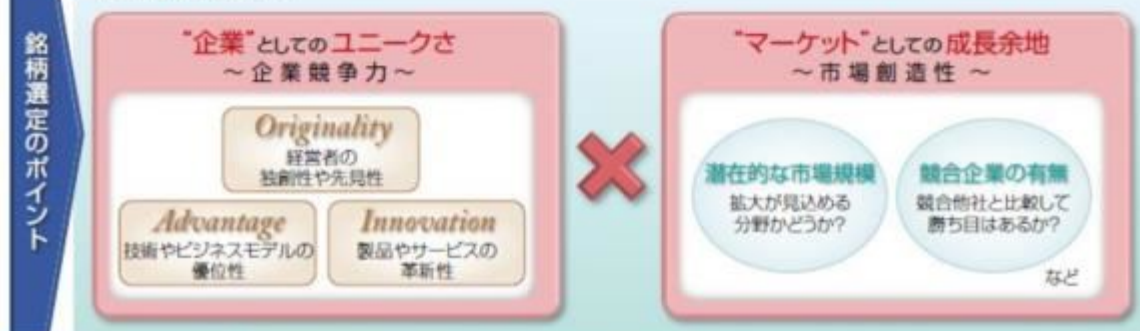 銘柄選定のポイント
"企業"としてのユニークさ
～企業競争力～
Originality
経営者の
独創性や先見性
Advantage
技術やビジネスモデルの
優位性
Innovation
製品やサービスの
革新性
"マーケット"としての成長余地
～市場創造性～
潜在的な市場規模
拡大が見込める
分野かどうか?
競合企業の有無
競合他社と比較して
勝ち目はあるか?
など